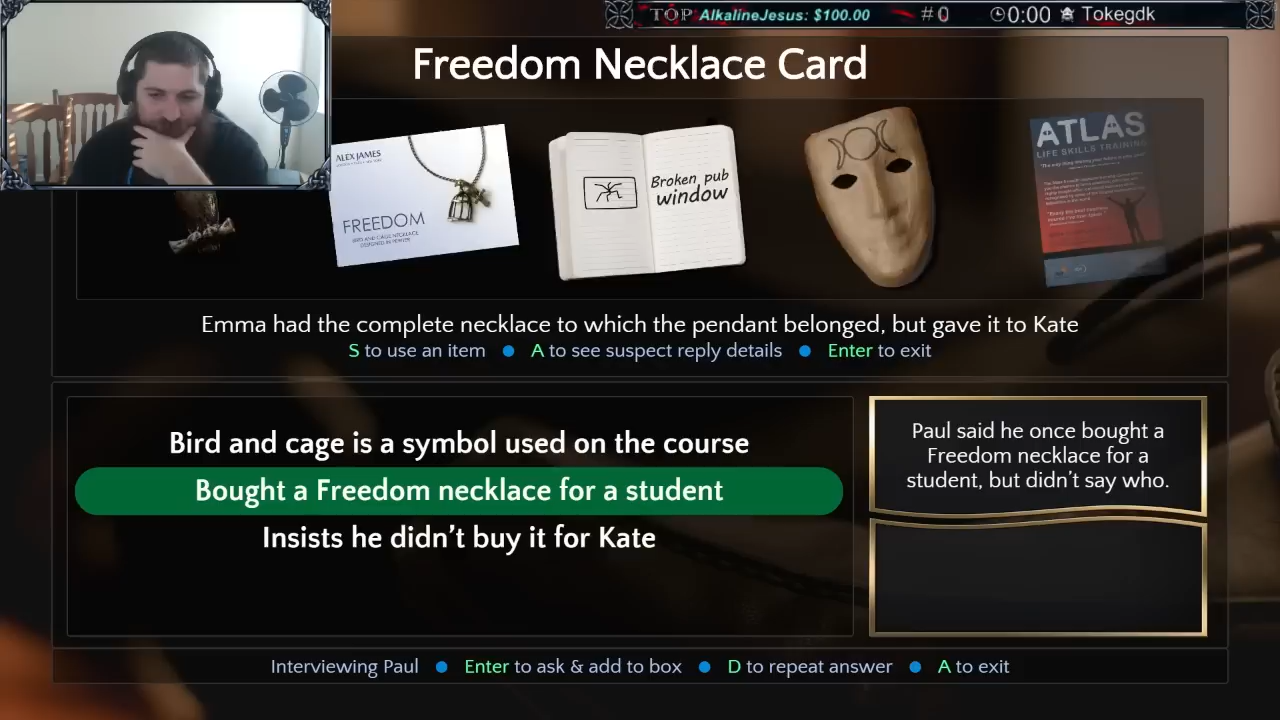 TOP AlkalineJesus: $100.00 #0 0:00 Tokegdk
Freedom Necklace Card
ALEX JAMES
FREEDOM
BIRD AND CAGE NECKLACE
Broken pub
window
ATLAS
LIFE SKILLS TRAINING
Emma had the complete necklace to which the pendant belonged, but gave it to Kate
S to use an item A to see suspect reply details Enter to exit
Bird and cage is a symbol used on the course
Bought a Freedom necklace for a student
Insists he didn't buy it for Kate
Paul said he once bought a
Freedom necklace for a
student, but didn't say who.
Interviewing Paul Enter to ask & add to box D to repeat answer A to exit